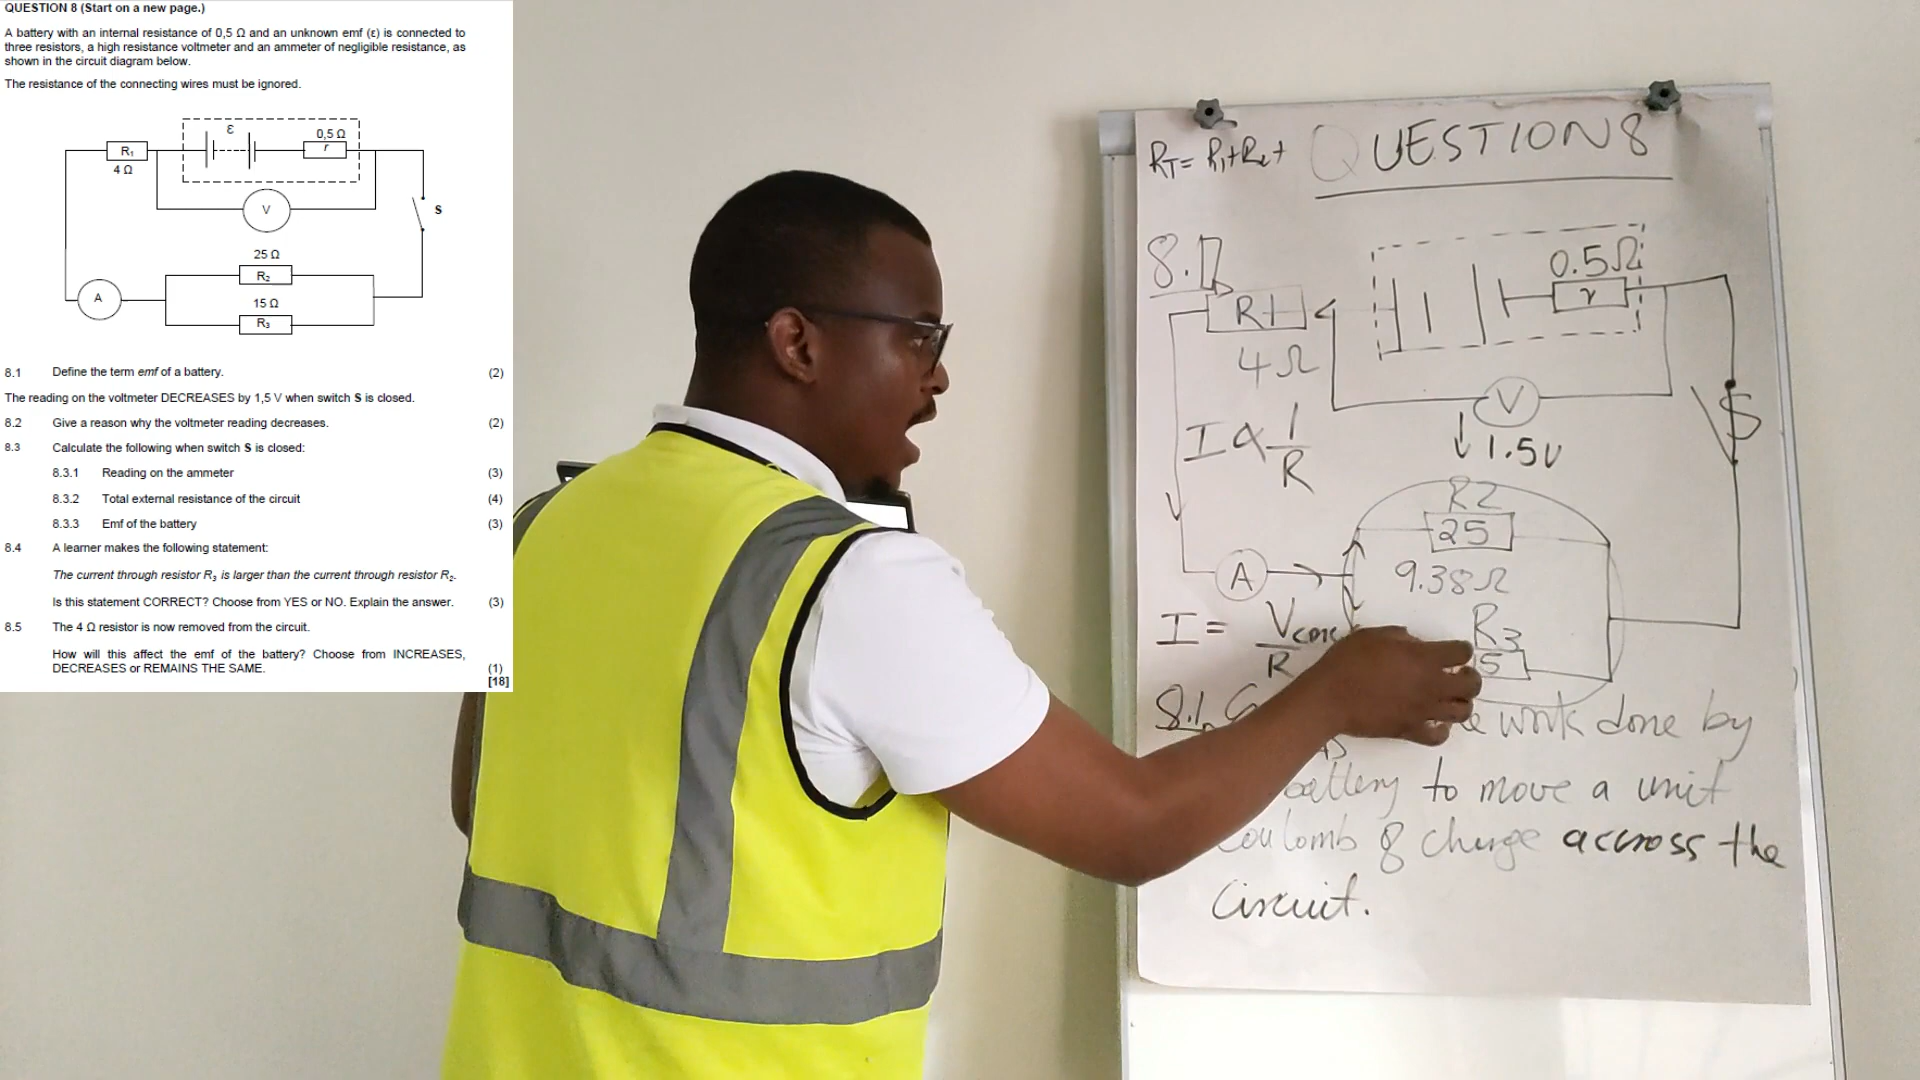 QUESTION 8 (Start on a new page.)
A battery with an internal resistance of 0,5 Ω and an unknown emf (ε) is connected to
three resistors, a high resistance voltmeter and an ammeter of negligible resistance, as
shown in the circuit diagram below.
The resistance of the connecting wires must be ignored.
ε
0,5 Ω
r
R₁
4 Ω
V
S
25 Ω
R₂
A
15 Ω
R₃
8.1 Define the term emf of a battery. (2)
The reading on the voltmeter DECREASES by 1,5 V when switch S is closed.
8.2 Give a reason why the voltmeter reading decreases. (2)
8.3 Calculate the following when switch S is closed:
8.3.1 Reading on the ammeter (3)
8.3.2 Total external resistance of the circuit (4)
8.3.3 Emf of the battery (3)
8.4 A learner makes the following statement:
The current through resistor R₃ is larger than the current through resistor R₂.
Is this statement CORRECT? Choose from YES or NO. Explain the answer. (3)
8.5 The 4 Ω resistor is now removed from the circuit.
How will this affect the emf of the battery? Choose from INCREASES,
DECREASES or REMAINS THE SAME. (1)
[18]
QUESTION 8
RT = R1 + R2 +
8.1
0.5Ω
r
R1
4Ω
V
S
↓ 1.5V
I ∝ 1/R
R2
25
A
9.38Ω
R3
I = V/R
8.1
work done by
battery to move a unit
coulomb of charge accross the
circuit.